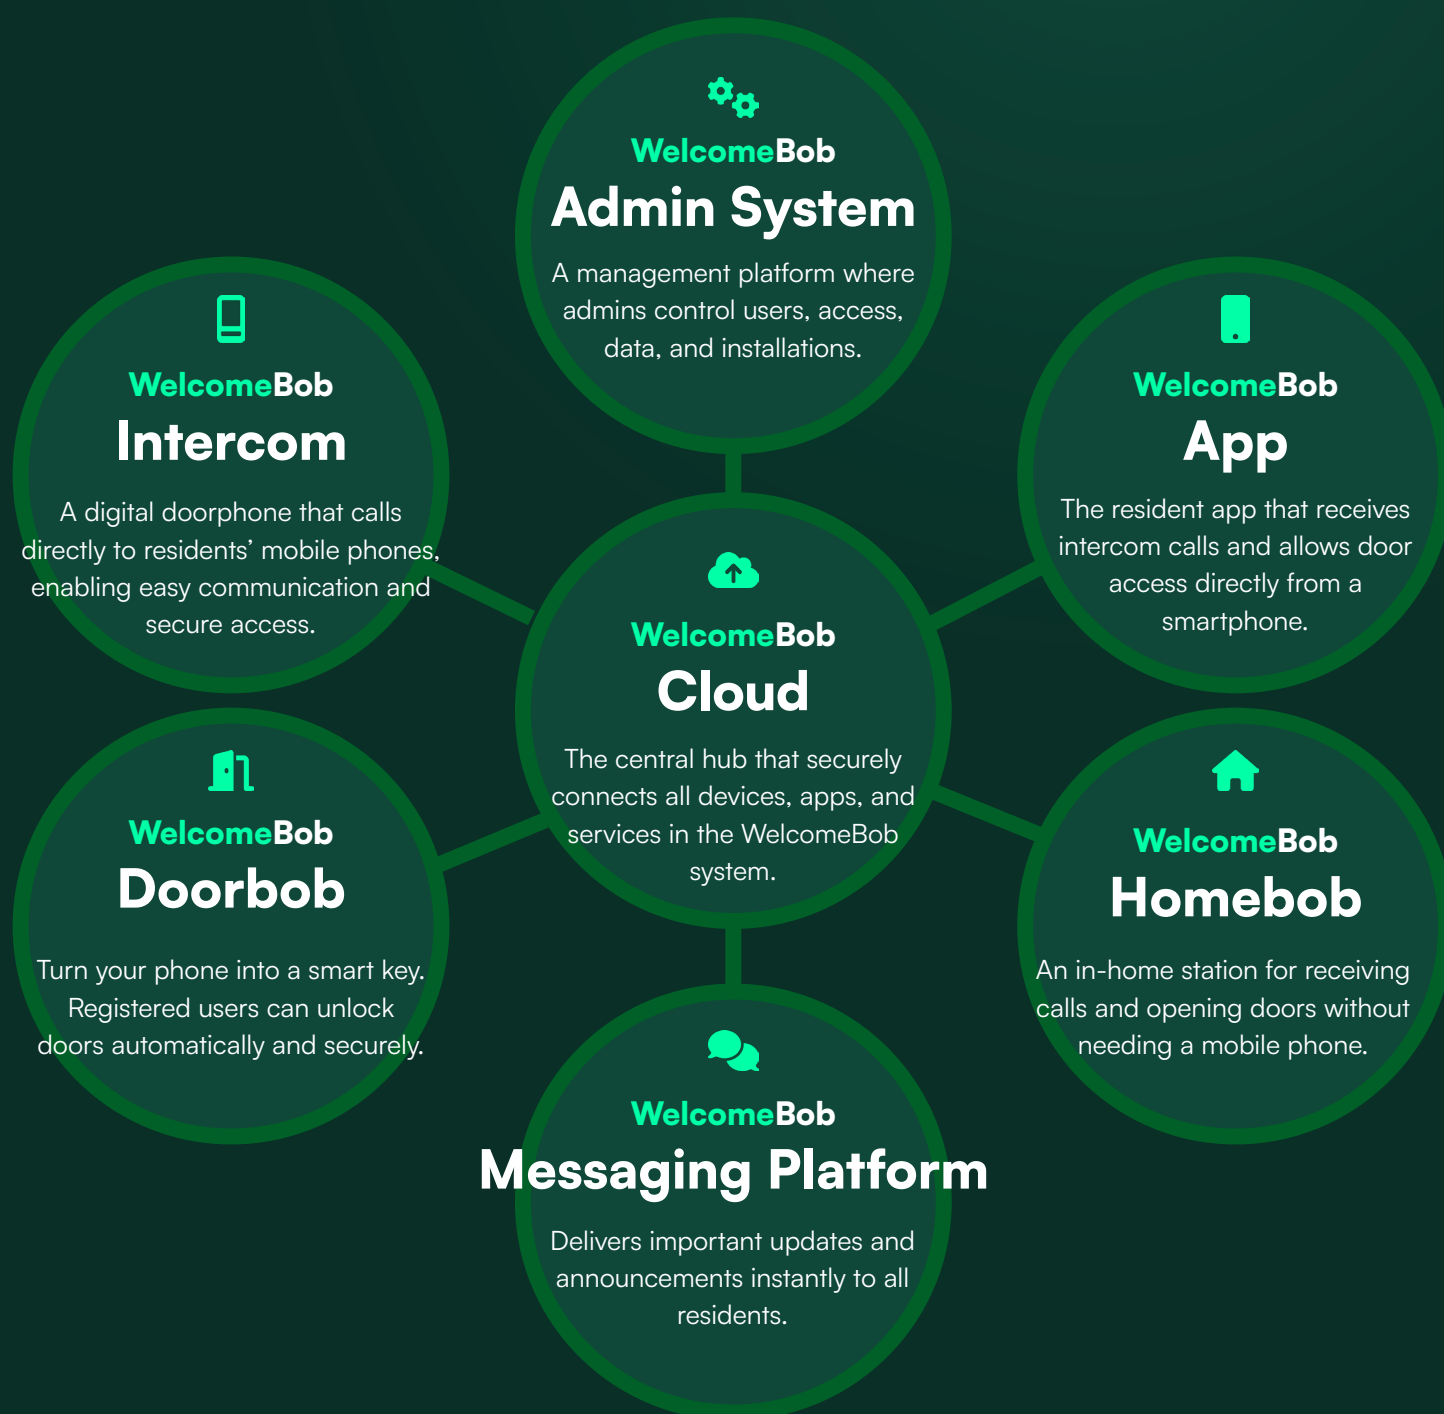 WelcomeBob
Admin System
A management platform where
admins control users, access,
data, and installations.
WelcomeBob
Intercom
A digital doorphone that calls
directly to residents’ mobile phones,
enabling easy communication and
secure access.
WelcomeBob
App
The resident app that receives
intercom calls and allows door
access directly from a
smartphone.
WelcomeBob
Cloud
The central hub that securely
connects all devices, apps, and
services in the WelcomeBob
system.
WelcomeBob
Doorbob
Turn your phone into a smart key.
Registered users can unlock
doors automatically and securely.
WelcomeBob
Homebob
An in-home station for receiving
calls and opening doors without
needing a mobile phone.
WelcomeBob
Messaging Platform
Delivers important updates and
announcements instantly to all
residents.